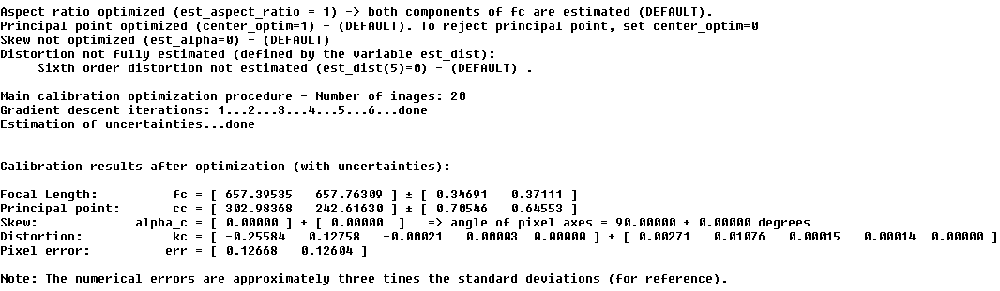 Aspect ratio optimized (est_aspect_ratio = 1) -> both components of fc are estimated (DEFAULT).
Principal point optimized (center_optim=1) - (DEFAULT). To reject principal point, set center_optim=0
Skew not optimized (est_alpha=0) - (DEFAULT)
Distortion not fully estimated (defined by the variable est_dist):
     Sixth order distortion not estimated (est_dist(5)=0) - (DEFAULT) .
Main calibration optimization procedure - Number of images: 20
Gradient descent iterations: 1...2...3...4...5...6...done
Estimation of uncertainties...done
Calibration results after optimization (with uncertainties):
Focal Length:          fc = [ 657.39535   657.76309 ] ± [ 0.34691   0.37111 ]
Principal point:       cc = [ 302.98368   242.61630 ] ± [ 0.70546   0.64553 ]
Skew:             alpha_c = [ 0.00000 ] ± [ 0.00000  ]   => angle of pixel axes = 90.00000 ± 0.00000 degrees
Distortion:            kc = [ -0.25584   0.12758   -0.00021   0.00003  0.00000 ] ± [ 0.00271   0.01076   0.00015   0.00014  0.00000 ]
Pixel error:          err = [ 0.12668   0.12604 ]
Note: The numerical errors are approximately three times the standard deviations (for reference).